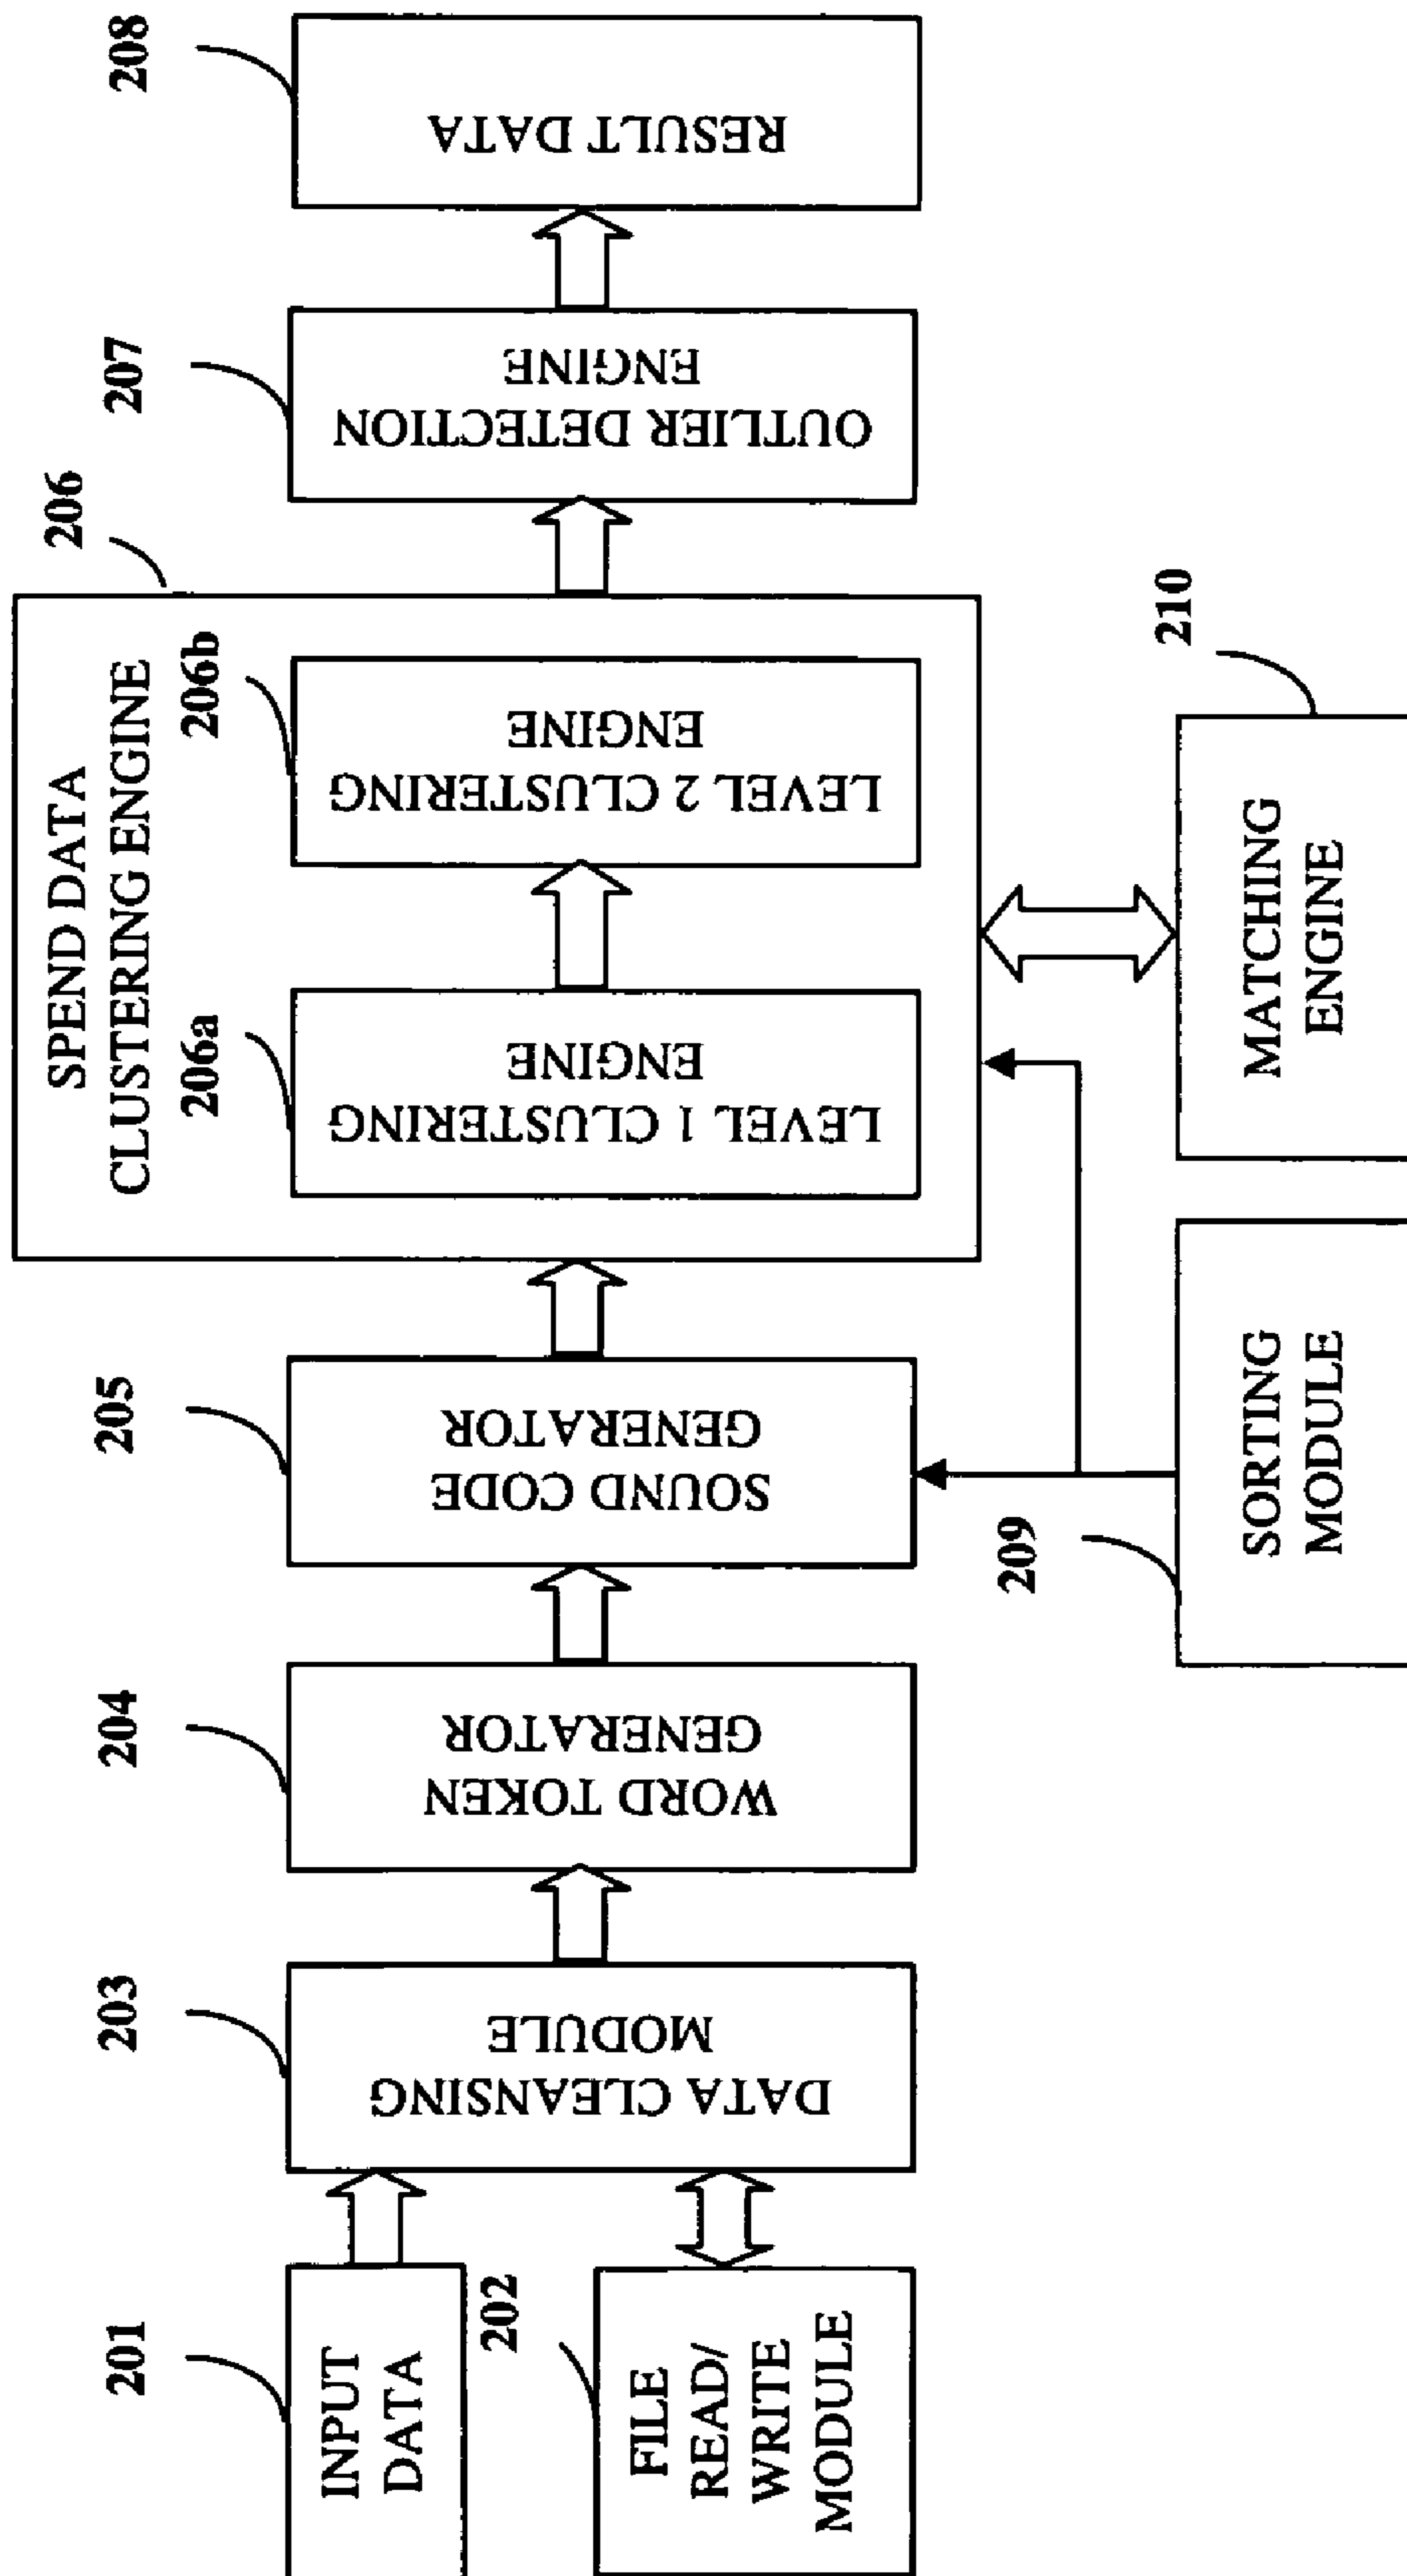 201
INPUT
DATA
202
FILE
READ/
WRITE
MODULE
203
DATA CLEANSING
MODULE
204
WORD TOKEN
GENERATOR
205
SOUND CODE
GENERATOR
206
SPEND DATA
CLUSTERING ENGINE
206a
LEVEL 1 CLUSTERING
ENGINE
206b
LEVEL 2 CLUSTERING
ENGINE
207
OUTLIER DETECTION
ENGINE
208
RESULT DATA
209
SORTING
MODULE
210
MATCHING
ENGINE